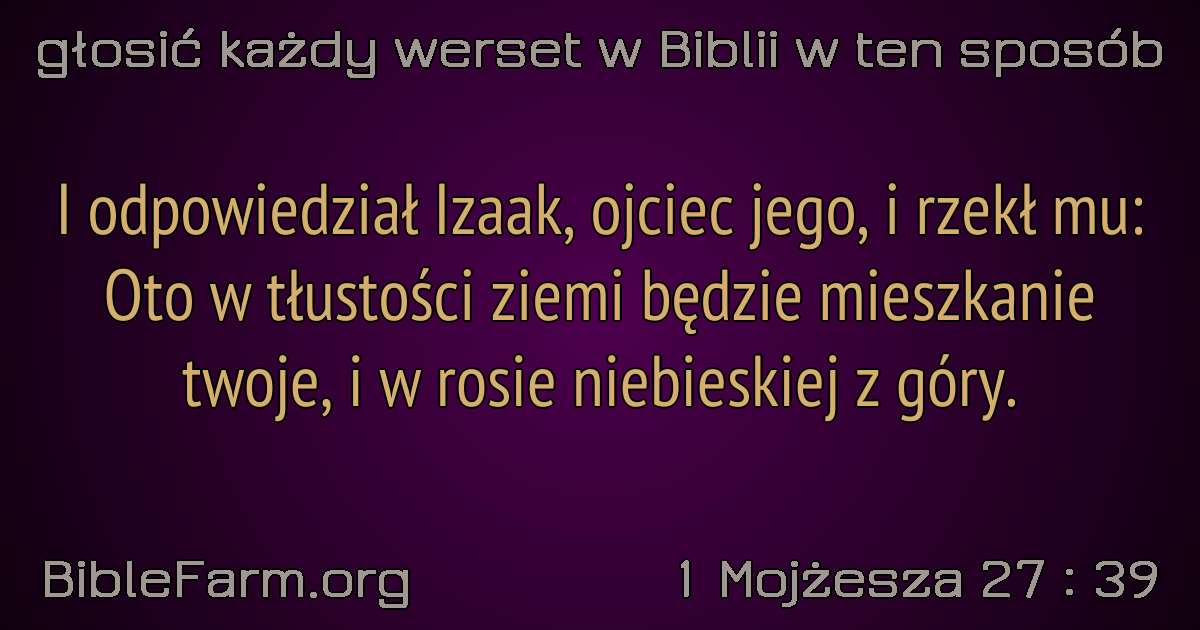 głosić każdy werset w Biblii w ten sposób
I odpowiedział Izaak, ojciec jego, i rzekł mu:
Oto w tłustości ziemi będzie mieszkanie
twoje, i w rosie niebieskiej z góry.
BibleFarm.org
1 Mojżesza 27 : 39